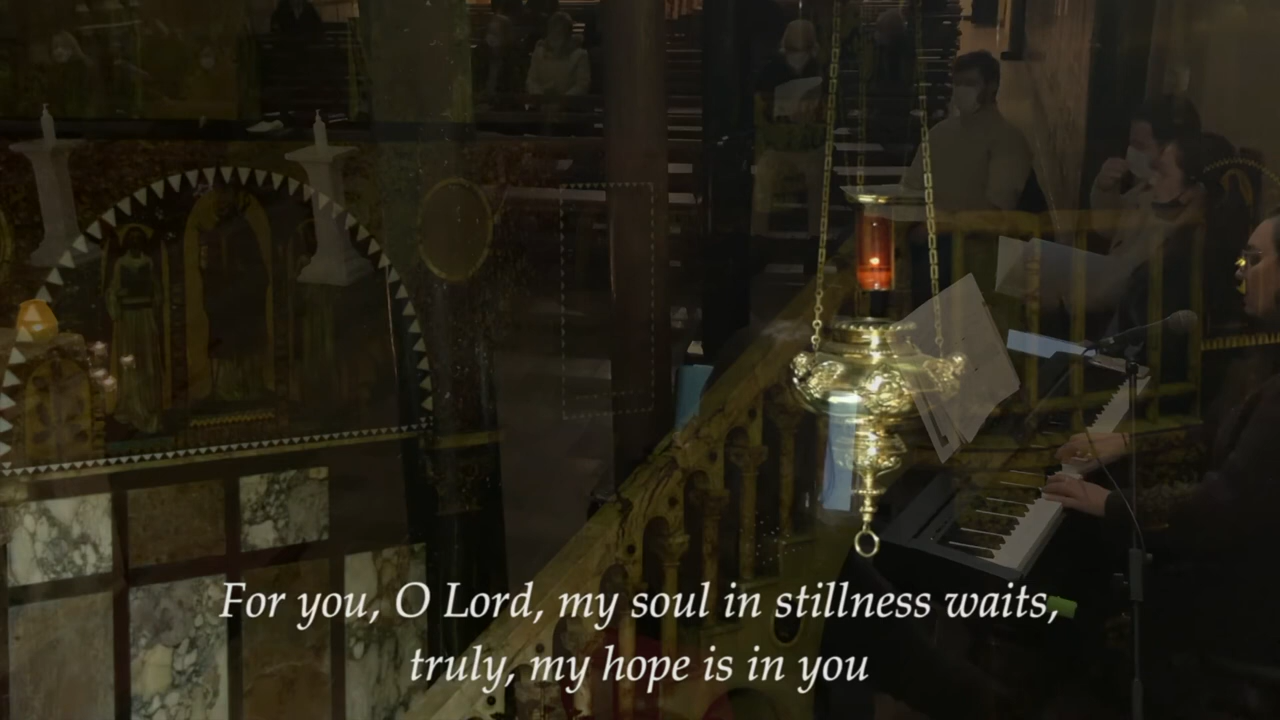 For you, O Lord, my soul in stillness waits,
truly, my hope is in you